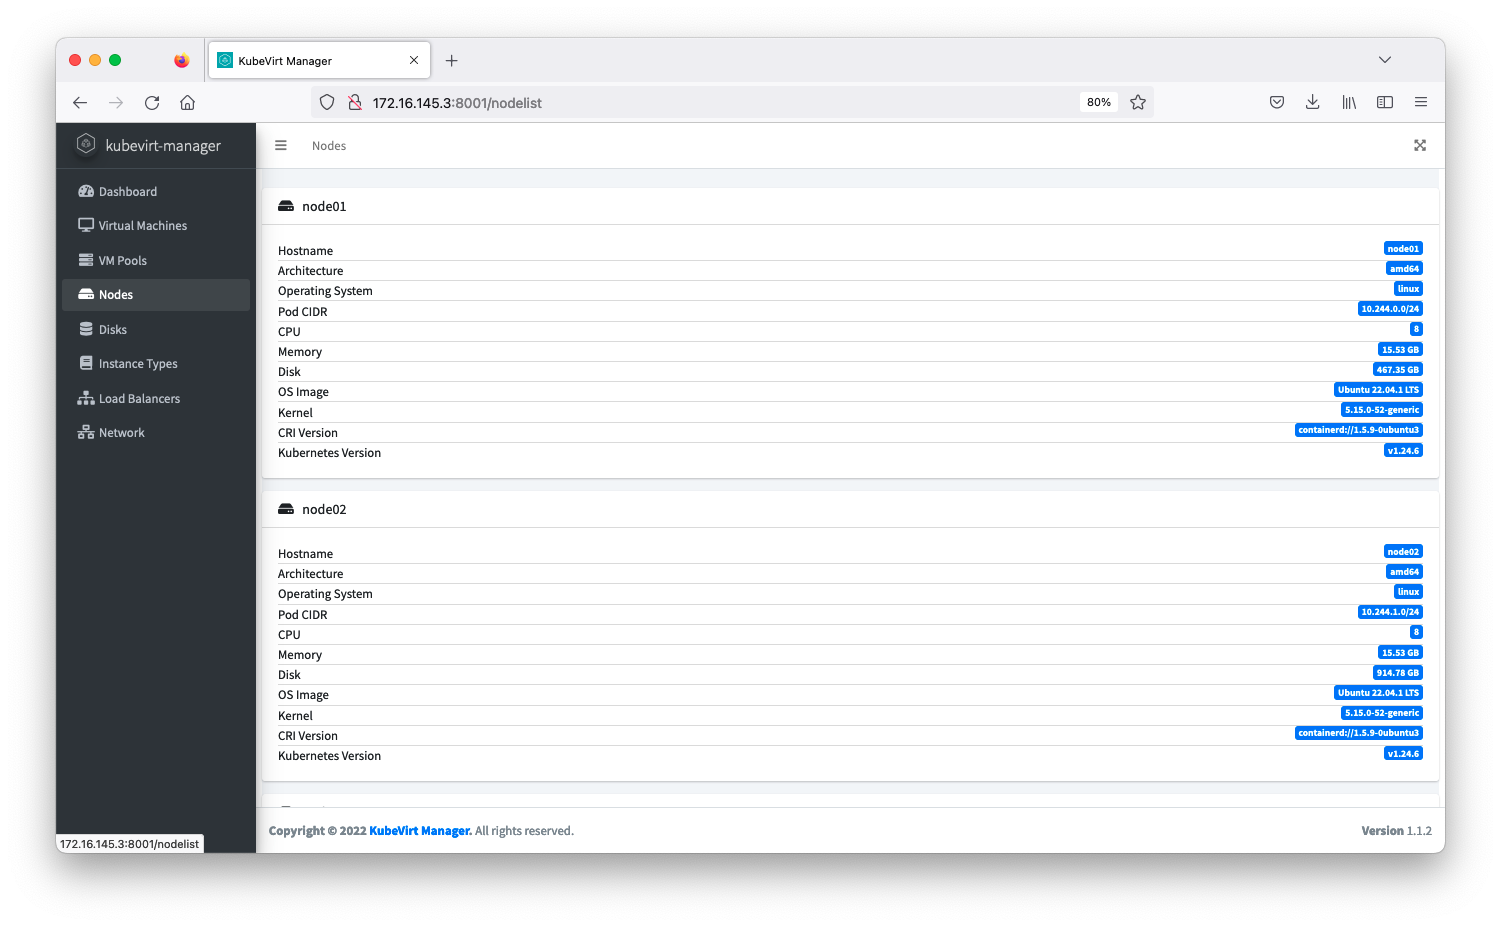 KubeVirt Manager
172.16.145.3:8001/nodelist
80%
kubevirt-manager
Nodes
Dashboard
Virtual Machines
VM Pools
Nodes
Disks
Instance Types
Load Balancers
Network
node01
Hostname node01
Architecture amd64
Operating System linux
Pod CIDR 10.244.0.0/24
CPU 8
Memory 15.53 GB
Disk 467.35 GB
OS Image Ubuntu 22.04.1 LTS
Kernel 5.15.0-52-generic
CRI Version containerd://1.5.9-0ubuntu3
Kubernetes Version v1.24.6
node02
Hostname node02
Architecture amd64
Operating System linux
Pod CIDR 10.244.1.0/24
CPU 8
Memory 15.53 GB
Disk 914.78 GB
OS Image Ubuntu 22.04.1 LTS
Kernel 5.15.0-52-generic
CRI Version containerd://1.5.9-0ubuntu3
Kubernetes Version v1.24.6
Copyright © 2022 KubeVirt Manager. All rights reserved.
Version 1.1.2
172.16.145.3:8001/nodelist